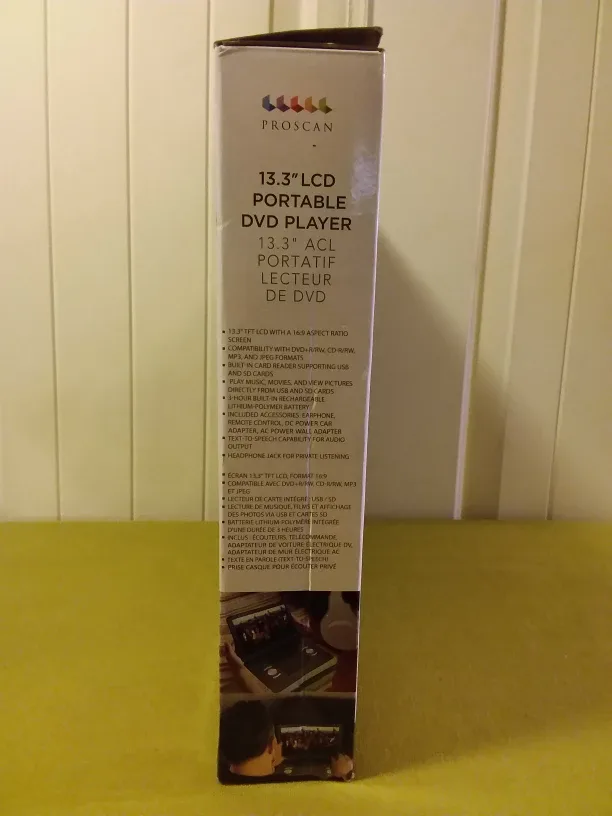 PROSCAN
13.3" LCD
PORTABLE
DVD PLAYER
13.3" ACL
PORTATIF
LECTEUR
DE DVD
• 13.3" TFT LCD WITH A 16:9 ASPECT RATIO
SCREEN
• COMPATIBILITY WITH DVD+R/RW, CD-R/RW,
MP3, AND JPEG FORMATS
• BUILT-IN CARD READER SUPPORTING USB
AND SD CARDS
• PLAY MUSIC, MOVIES, AND VIEW PICTURES
DIRECTLY FROM USB AND SD CARDS
• 3-HOUR BUILT-IN RECHARGEABLE
LITHIUM-POLYMER BATTERY
• INCLUDED ACCESSORIES: EARPHONE,
REMOTE CONTROL, DC POWER CAR
ADAPTER, AC POWER WALL ADAPTER
• TEXT-TO-SPEECH CAPABILITY FOR AUDIO
OUTPUT
• HEADPHONE JACK FOR PRIVATE LISTENING
• ÉCRAN 13,3" TFT LCD, FORMAT 16:9
• COMPATIBLE AVEC DVD+R/RW, CD-R/RW, MP3
ET JPEG
• LECTEUR DE CARTE INTÉGRÉ: USB / SD
• LECTURE DE MUSIQUE, FILMS ET AFFICHAGE
DES PHOTOS VIA USB ET CARTES SD
• BATTERIE LITHIUM-POLYMÈRE INTÉGRÉE
D'UNE DURÉE DE 3 HEURES
• INCLUS : ÉCOUTEURS, TÉLÉCOMMANDE,
ADAPTATEUR DE VOITURE ÉLECTRIQUE DV,
ADAPTATEUR DE MUR ÉLECTRIQUE AC
• TEXTE EN PAROLE (TEXT-TO-SPEECH)
• PRISE CASQUE POUR ÉCOUTER PRIVÉ